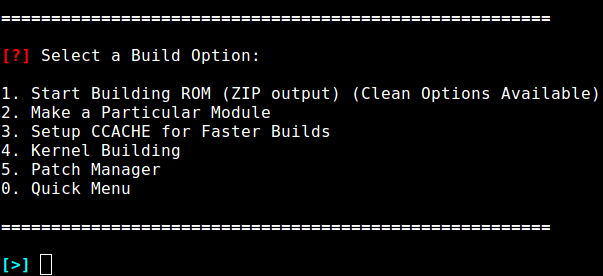 =======================================================
[?] Select a Build Option:
1. Start Building ROM (ZIP output) (Clean Options Available)
2. Make a Particular Module
3. Setup CCACHE for Faster Builds
4. Kernel Building
5. Patch Manager
0. Quick Menu
=======================================================
[>]